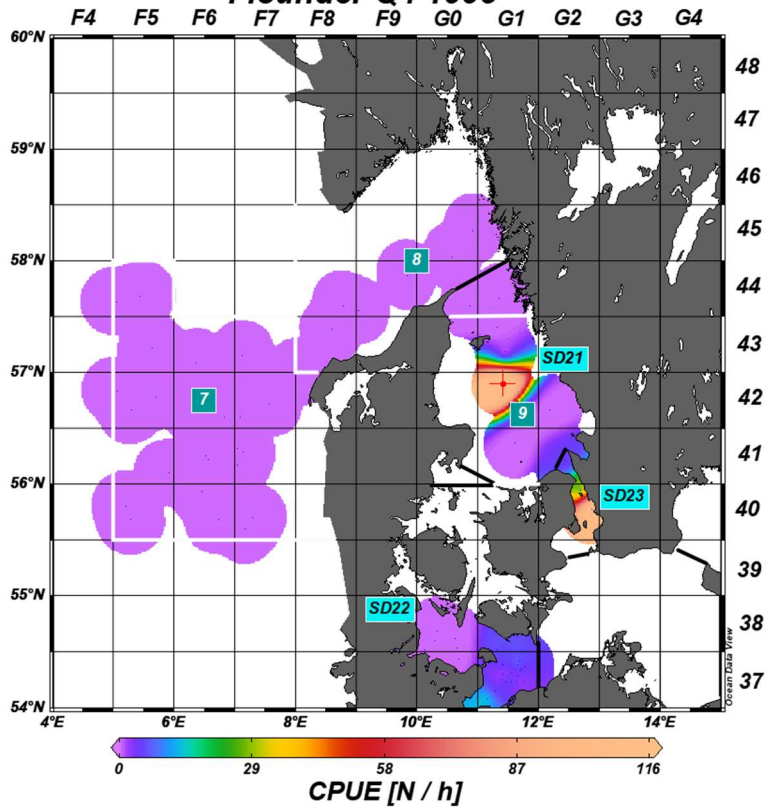 Flounder Q1
F4 F5 F6 F7 F8 F9 G0 G1 G2 G3 G4
60°N
48
47
59°N
46
45
58°N
8
44
SD21
43
57°N
7
42
9
41
56°N
SD23
40
39
55°N
SD22
38
37
54°N
Ocean Data View
4°E 6°E 8°E 10°E 12°E 14°E
0 29 58 87 116
CPUE [N / h]